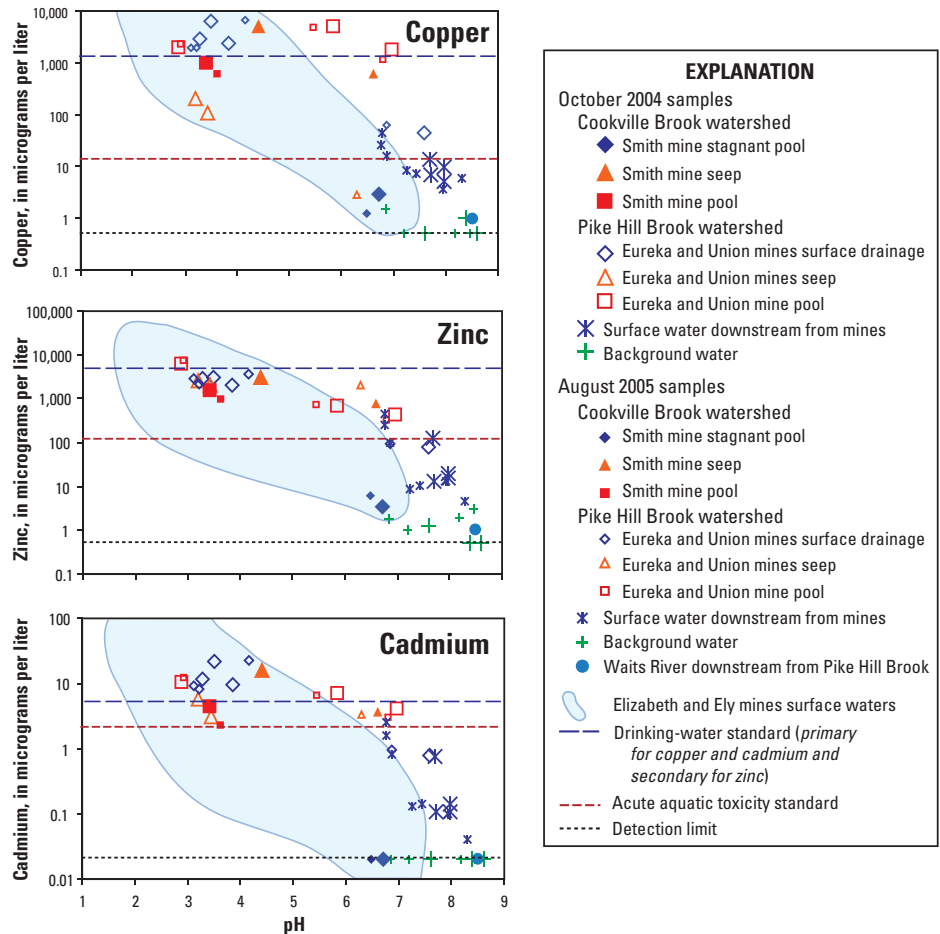 Copper
Copper, in micrograms per liter
10,000
1,000
100
10
1
0.1
1 2 3 4 5 6 7 8 9
Zinc
Zinc, in micrograms per liter
100,000
10,000
1,000
100
10
1
0.1
Cadmium
Cadmium, in micrograms per liter
100
10
1
0.1
0.01
1 2 3 4 5 6 7 8 9
pH
EXPLANATION
October 2004 samples
Cookville Brook watershed
Smith mine stagnant pool
Smith mine seep
Smith mine pool
Pike Hill Brook watershed
Eureka and Union mines surface drainage
Eureka and Union mines seep
Eureka and Union mine pool
Surface water downstream from mines
Background water
August 2005 samples
Cookville Brook watershed
Smith mine stagnant pool
Smith mine seep
Smith mine pool
Pike Hill Brook watershed
Eureka and Union mines surface drainage
Eureka and Union mines seep
Eureka and Union mine pool
Surface water downstream from mines
Background water
Waits River downstream from Pike Hill Brook
Elizabeth and Ely mines surface waters
Drinking-water standard (primary
for copper and cadmium and
secondary for zinc)
Acute aquatic toxicity standard
Detection limit